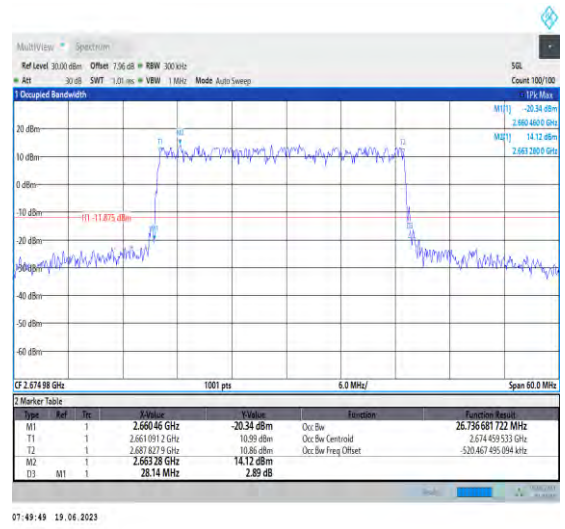 MultiView Spectrum
Ref Level 30.00 dBm Offset 7.96 dB RBW 300 kHz SGL
Att 30 dB SWT 1.01 ms VBW 1 MHz Mode Auto Sweep Count 100/100
1 Occupied Bandwidth 1Pk Max
M1[1] -20.34 dBm
2.660 460 0 GHz
M2[1] 14.12 dBm
2.663 280 0 GHz
20 dBm
10 dBm
0 dBm
-10 dBm
H1 -11.875 dBm
-20 dBm
-30 dBm
-40 dBm
-50 dBm
-60 dBm
T1
M2
T2
CF 2.674 98 GHz 1001 pts 6.0 MHz/ Span 60.0 MHz
2 Marker Table
Type Ref Trc X-Value Y-Value Function Function Result
M1 1 2.660 46 GHz -20.34 dBm Occ Bw 26.736 681 722 MHz
T1 1 2.661 091 2 GHz 10.99 dBm Occ Bw Centroid 2.674 459 533 GHz
T2 1 2.687 827 9 GHz 10.86 dBm Occ Bw Freq Offset -520.467 495 094 kHz
M2 1 2.663 28 GHz 14.12 dBm
D3 M1 1 28.14 MHz 2.89 dB
07:49:49 19.06.2023